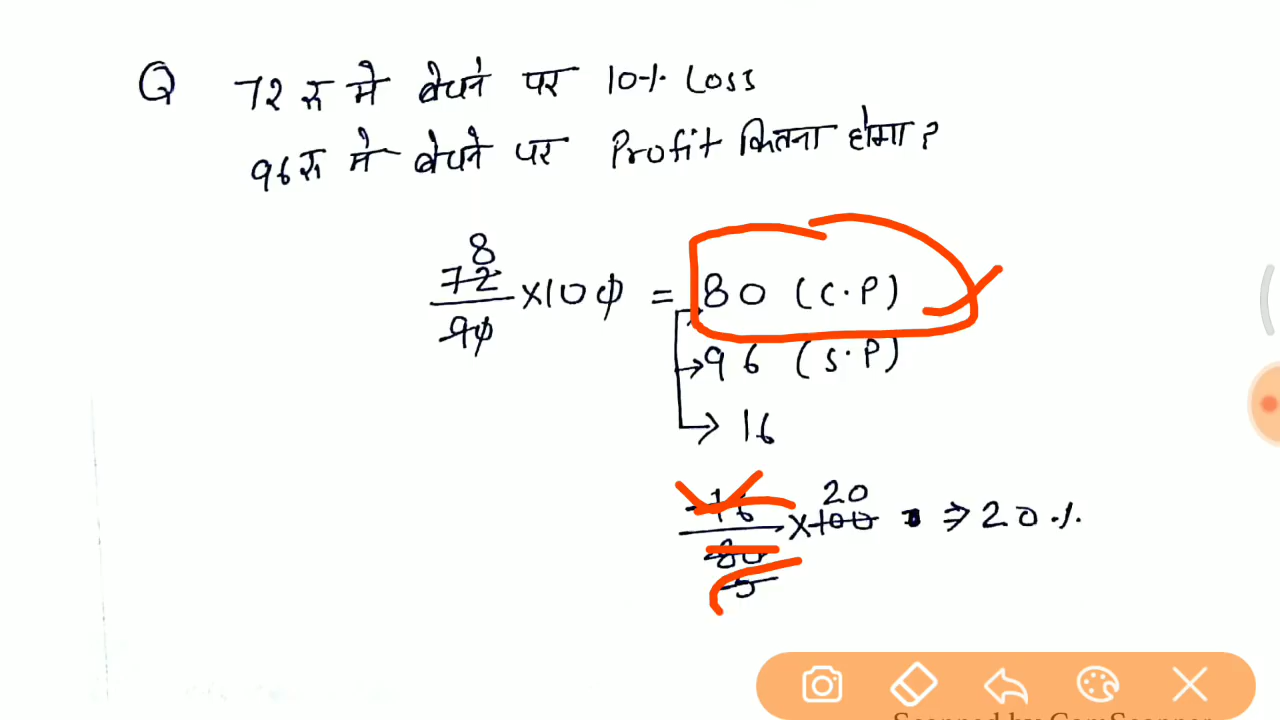 Q 72 रु मे बेचने पर 10% Loss
96 रु मे बेचने पर Profit कितना होगा ?
8
72/90 × 100 = 80 (C.P)
96 (S.P)
16
16/80 × 100 ⇒ 20 %
20
5